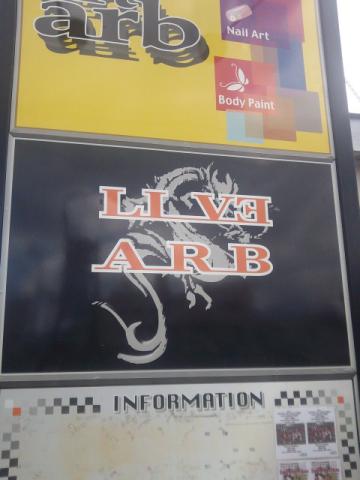 arb
Nail Art
Body Paint
LIVE
ARB
INFORMATION